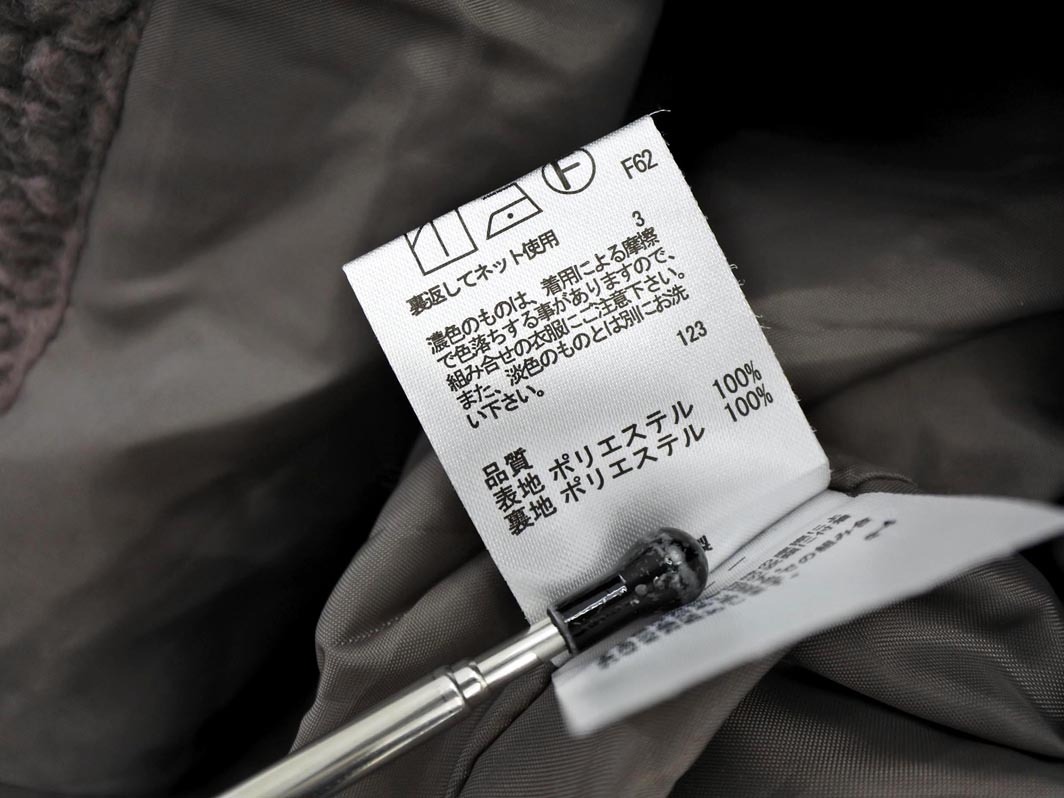 F
F62
裏返してネット使用
3
濃色のものは、着用による摩擦
で色落ちする事がありますので、
組み合せの衣服にご注意下さい。
また、淡色のものとは別にお洗
い下さい。
123
品質
表地 ポリエステル 100%
裏地 ポリエステル 100%
製